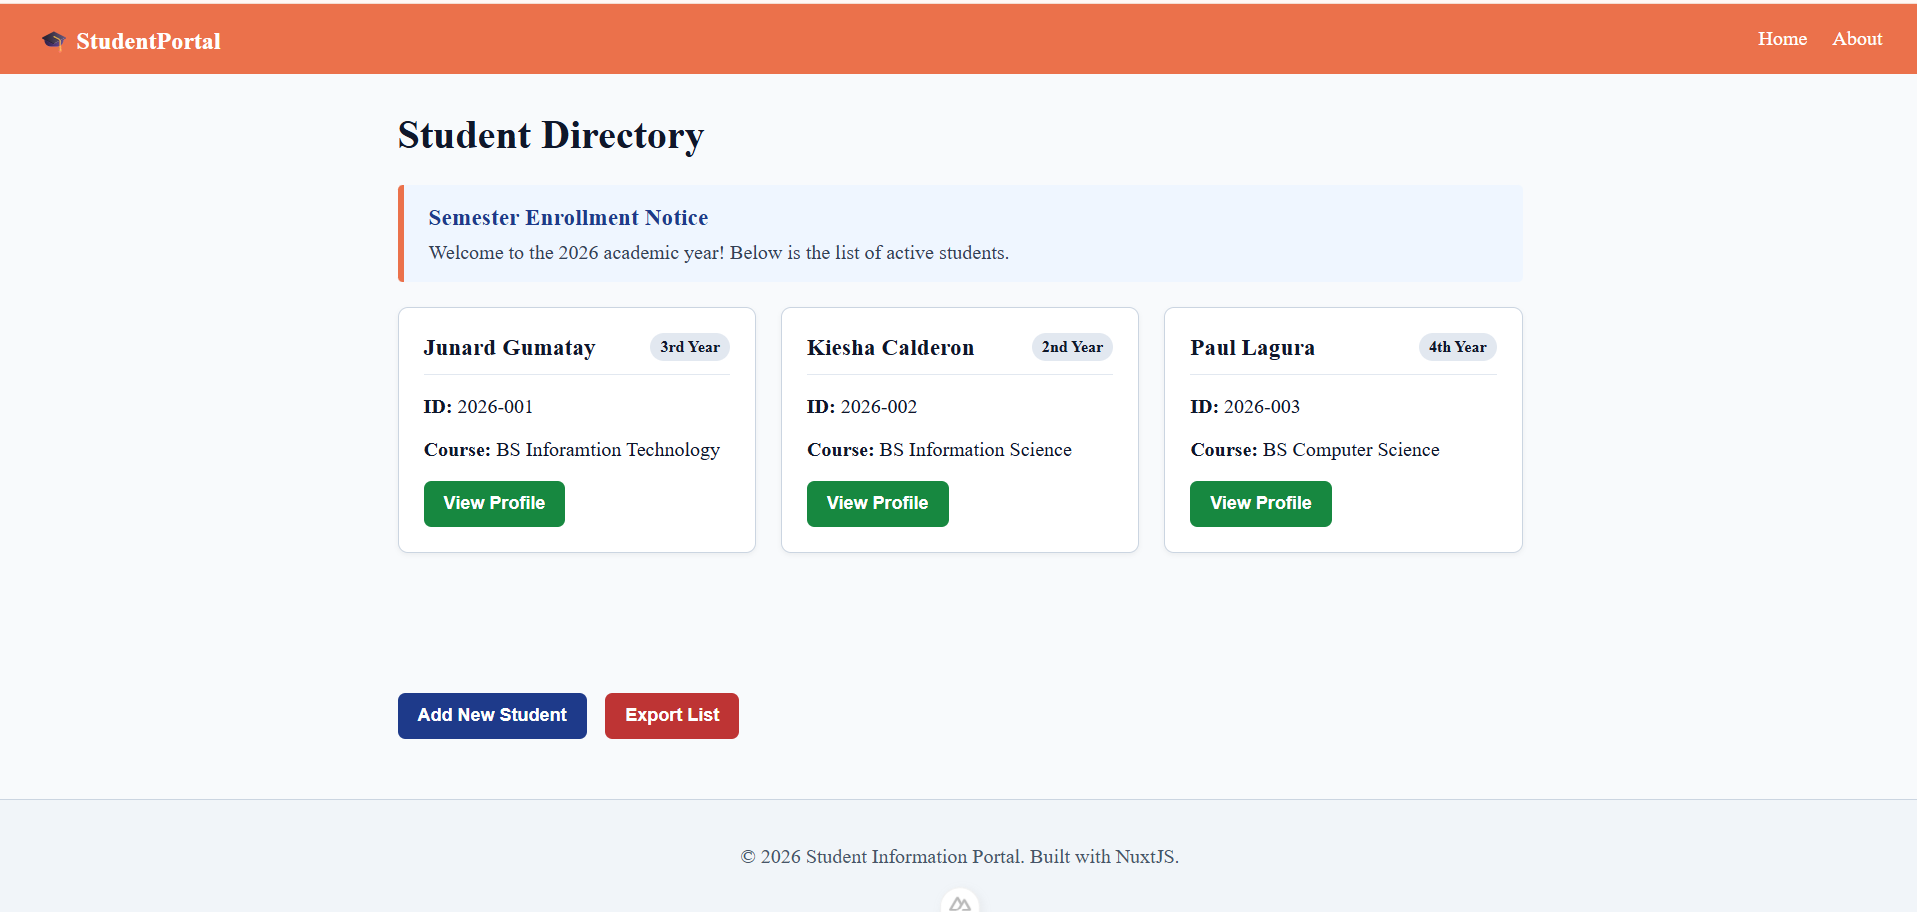 StudentPortal
Home About
Student Directory
Semester Enrollment Notice
Welcome to the 2026 academic year! Below is the list of active students.
Junard Gumatay 3rd Year
ID: 2026-001
Course: BS Inforamtion Technology
View Profile
Kiesha Calderon 2nd Year
ID: 2026-002
Course: BS Information Science
View Profile
Paul Lagura 4th Year
ID: 2026-003
Course: BS Computer Science
View Profile
Add New Student Export List
© 2026 Student Information Portal. Built with NuxtJS.